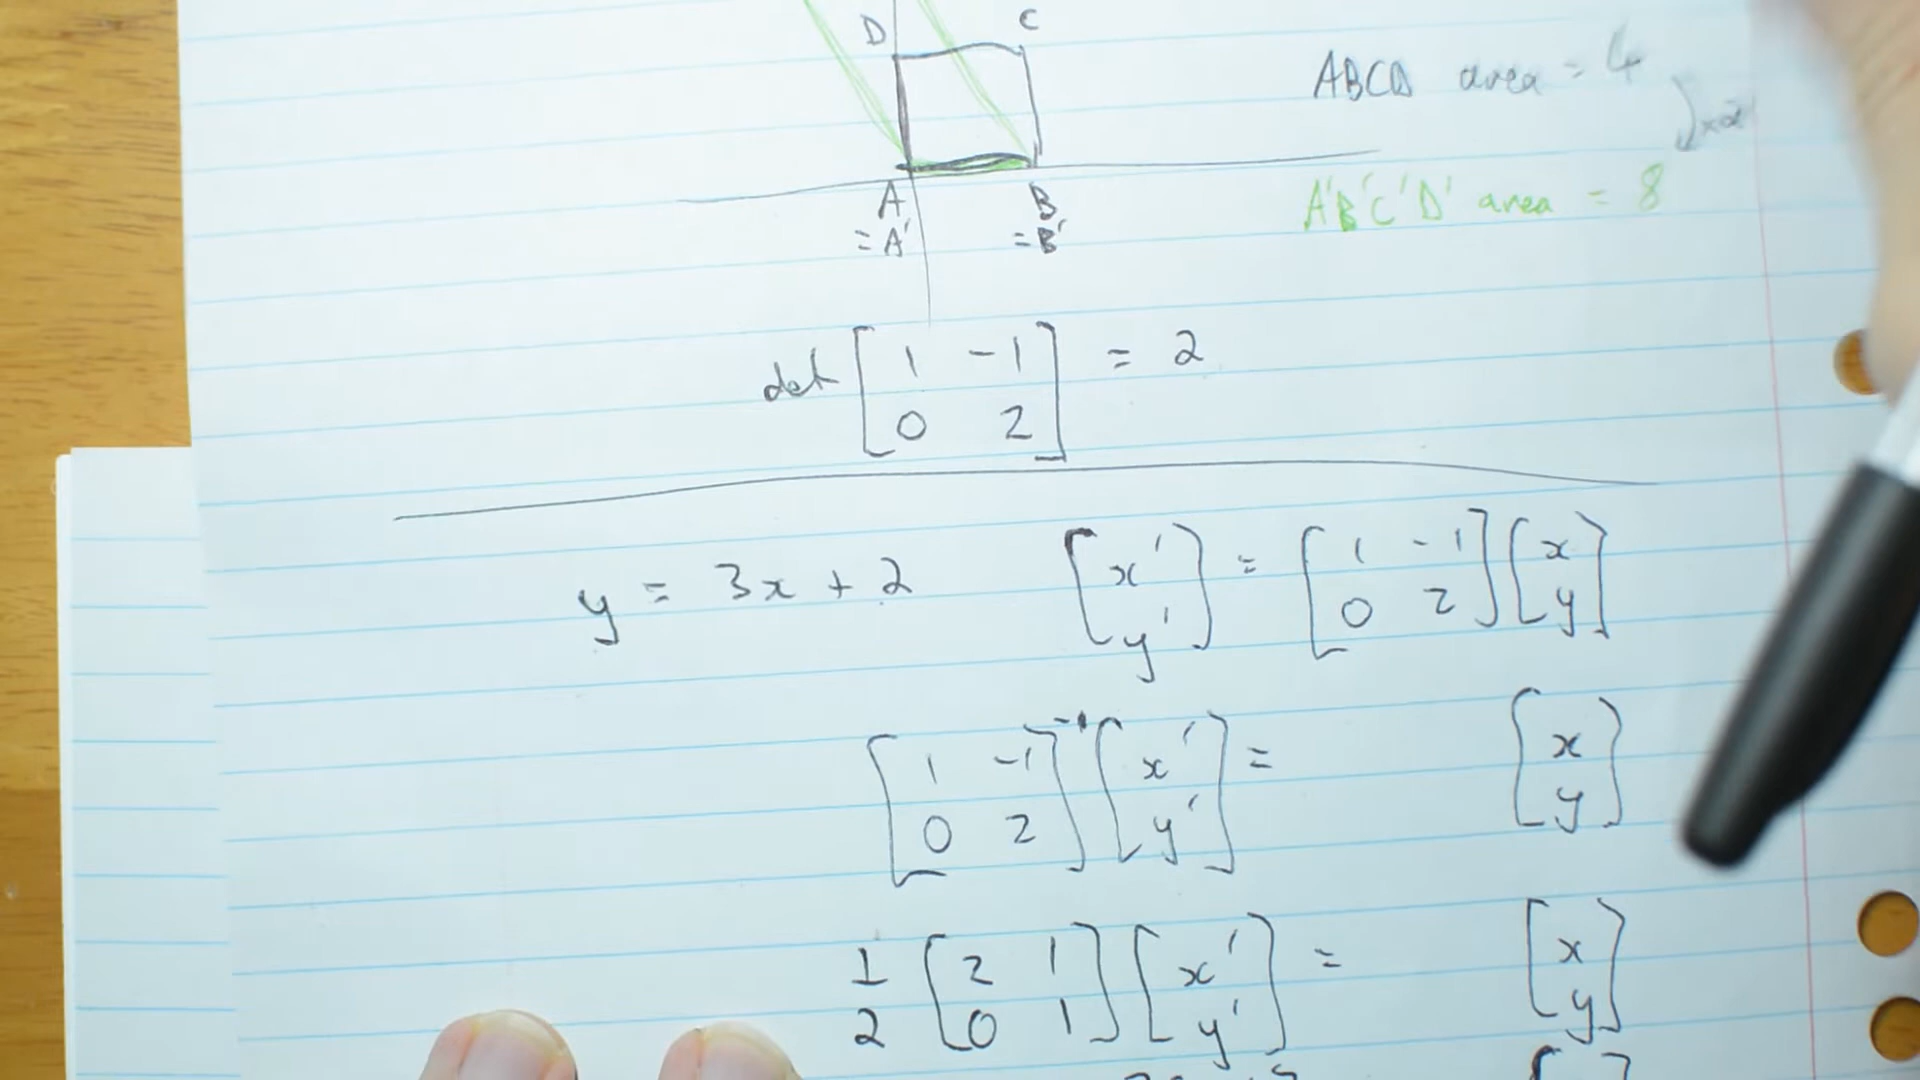 D C
ABCD area = 4
x2
A'B'C'D' area = 8
A B
= A' = B'
det [1 -1; 0 2] = 2
y = 3x + 2 [x'; y'] = [1 -1; 0 2] [x; y]
[1 -1; 0 2]⁻¹ [x'; y'] = [x; y]
1/2 [2 1; 0 1] [x'; y'] = [x; y]